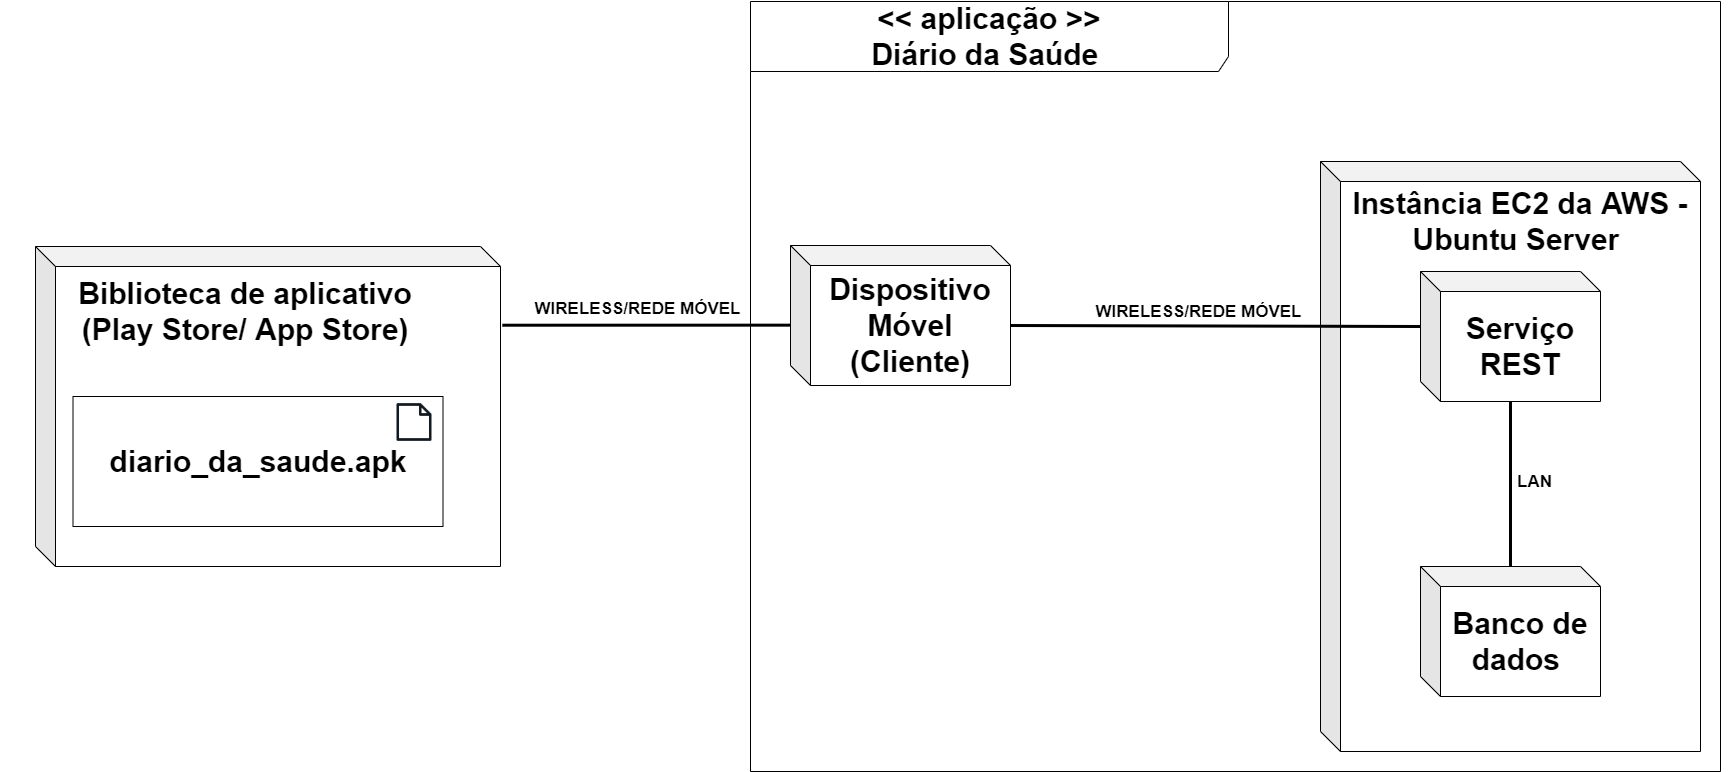 << aplicação >>
Diário da Saúde
Biblioteca de aplicativo
(Play Store/ App Store)
diario_da_saude.apk
WIRELESS/REDE MÓVEL
Dispositivo
Móvel
(Cliente)
WIRELESS/REDE MÓVEL
Instância EC2 da AWS -
Ubuntu Server
Serviço
REST
LAN
Banco de
dados